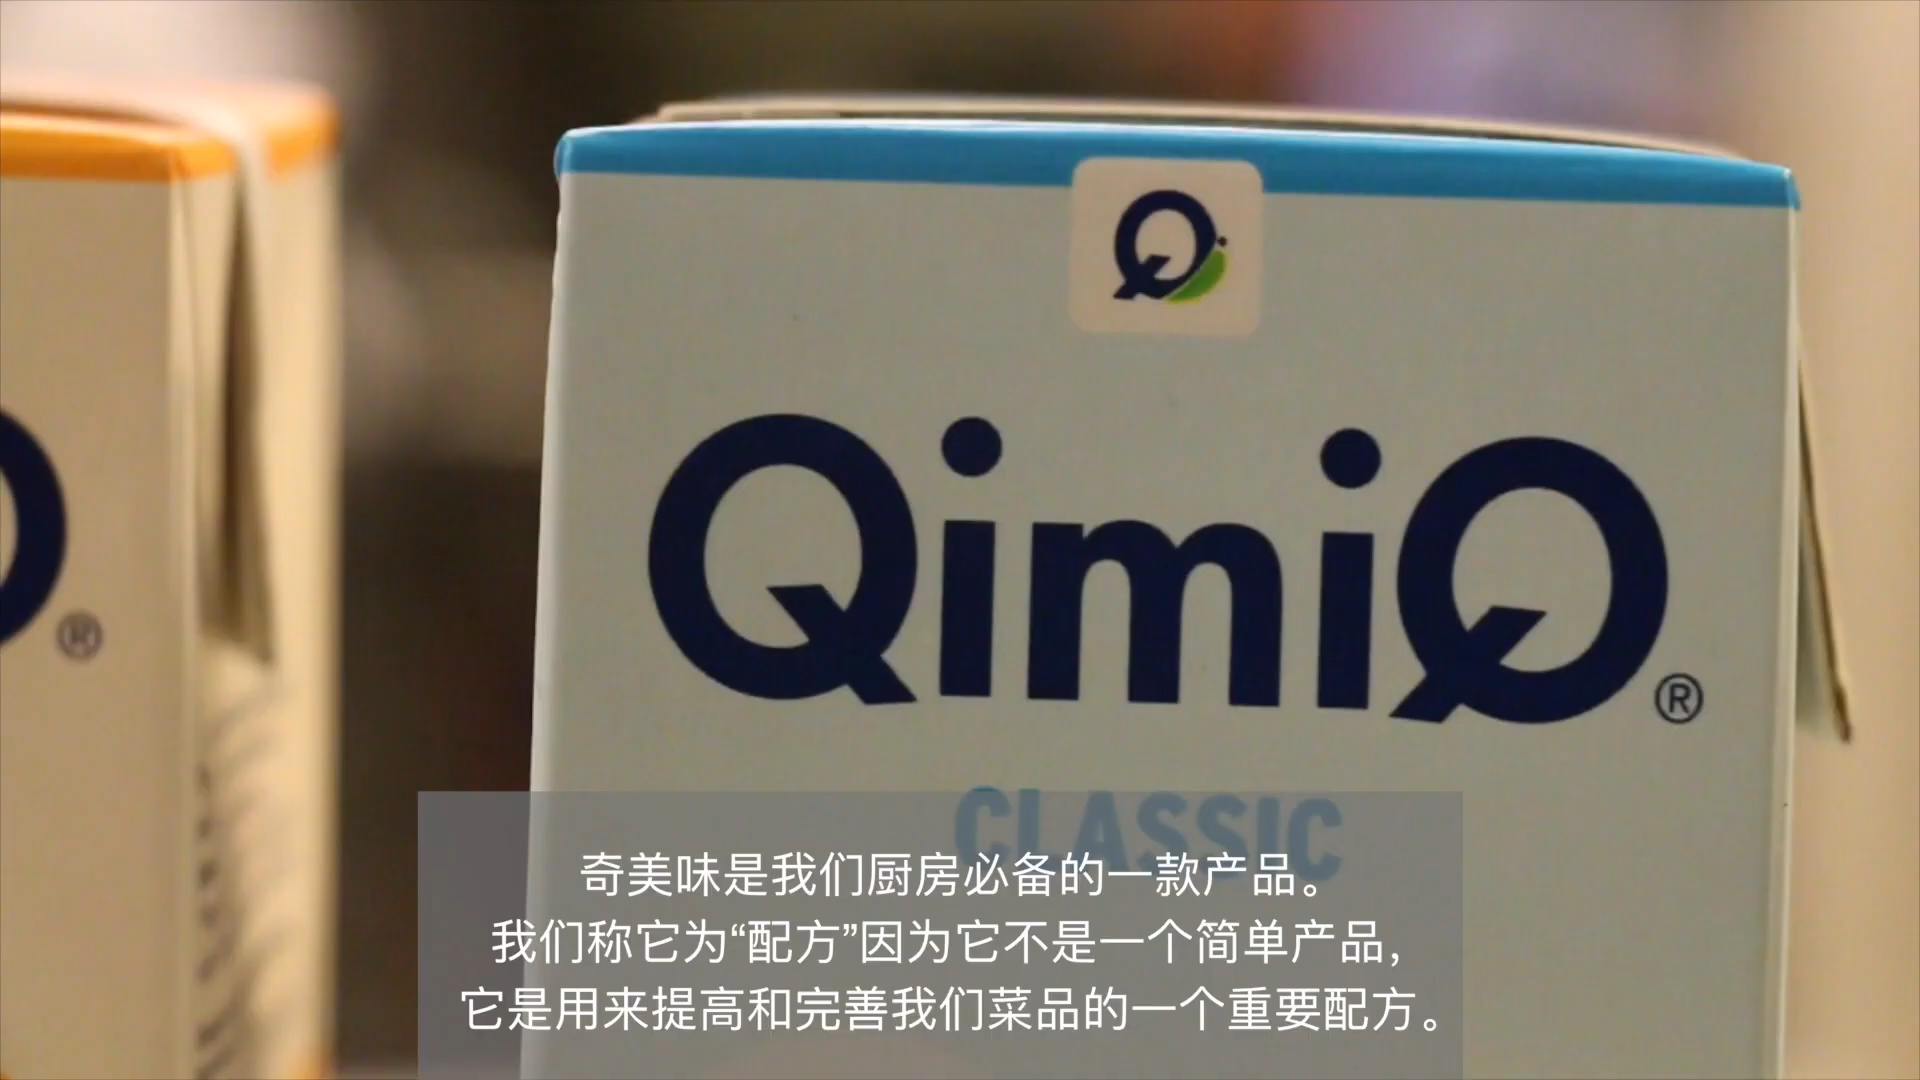 QimiQ®
CLASSIC
®
奇美味是我们厨房必备的一款产品。
我们称它为“配方”因为它不是一个简单产品，
它是用来提高和完善我们菜品的一个重要配方。